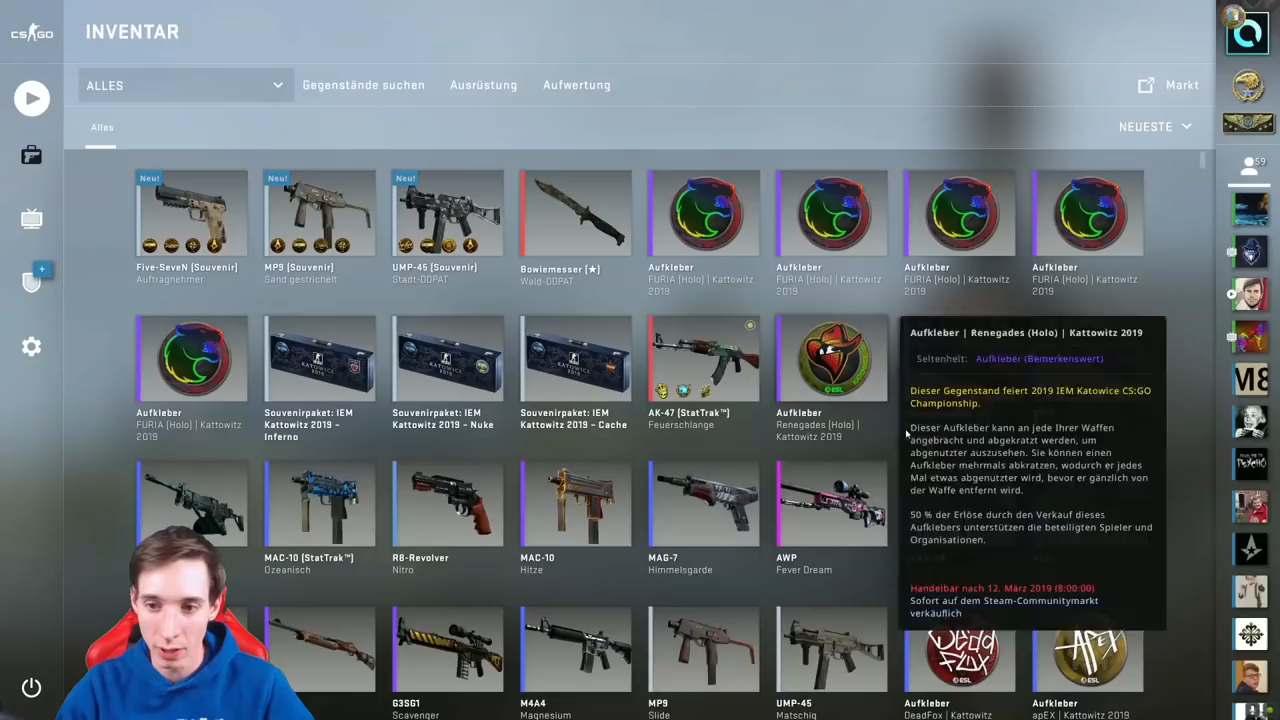 CS:GO
INVENTAR
ALLES
Gegenstände suchen
Ausrüstung
Aufwertung
Markt
Alles
NEUESTE
59
Neu!
Neu!
Neu!
Five-SeveN (Souvenir)
Auftragnehmer
MP9 (Souvenir)
Sand gestrichelt
UMP-45 (Souvenir)
Stadt-DDPAT
Bowiemesser (★)
Wald-DDPAT
Aufkleber
FURIA (Holo) | Kattowitz
2019
Aufkleber
FURIA (Holo) | Kattowitz
2019
Aufkleber
FURIA (Holo) | Kattowitz
2019
Aufkleber
FURIA (Holo) | Kattowitz
2019
Aufkleber
FURIA (Holo) | Kattowitz
2019
Souvenirpaket: IEM
Kattowitz 2019 – Inferno
Souvenirpaket: IEM
Kattowitz 2019 – Nuke
Souvenirpaket: IEM
Kattowitz 2019 – Cache
AK-47 (StatTrak™)
Feuerschlange
ESL
Aufkleber
Renegades (Holo) |
Kattowitz 2019
Aufkleber | Renegades (Holo) | Kattowitz 2019
Seltenheit: Aufkleber (Bemerkenswert)
Dieser Gegenstand feiert 2019 IEM Katowice CS:GO
Championship.
Dieser Aufkleber kann an jede Ihrer Waffen
angebracht und abgekratzt werden, um
abgenutzter auszusehen. Sie können einen
Aufkleber mehrmals abkratzen, wodurch er jedes
Mal etwas abgenutzter wird, bevor er gänzlich von
der Waffe entfernt wird.
50 % der Erlöse durch den Verkauf dieses
Aufklebers unterstützen die beteiligten Spieler und
Organisationen.
Handelbar nach 12. März 2019 (8:00:00)
Sofort auf dem Steam-Communitymarkt
verkäuflich
MAC-10 (StatTrak™)
Ozeanisch
R8-Revolver
Nitro
MAC-10
Hitze
MAG-7
Himmelsgarde
AWP
Fever Dream
G3SG1
Scavenger
M4A4
Magnesium
MP9
Slide
UMP-45
Matschig
Dead Fox
ESL
Aufkleber
DeadFox | Kattowitz
APEX
ESL
Aufkleber
apEX | Kattowitz 2019
M8
PSYCHO